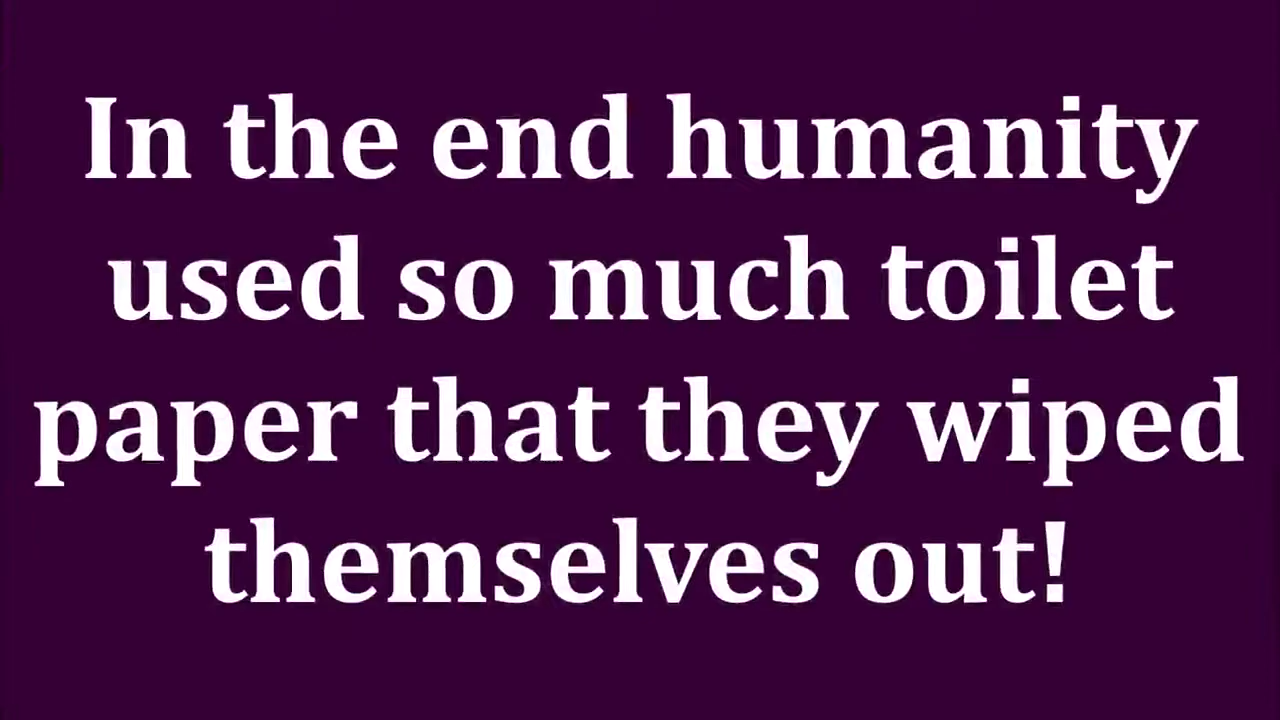 In the end humanity
used so much toilet
paper that they wiped
themselves out!